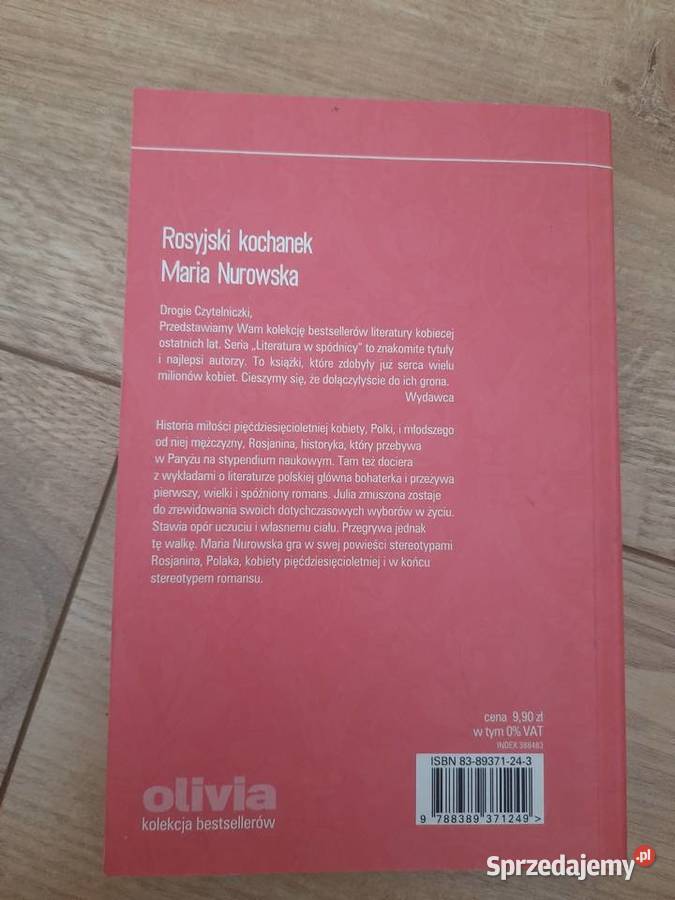 Rosyjski kochanek
Maria Nurowska
Drogie Czytelniczki,
Przedstawiamy Wam kolekcję bestsellerów literatury kobiecej
ostatnich lat. Seria „Literatura w spódnicy" to znakomite tytuły
i najlepsi autorzy. To książki, które zdobyły już serca wielu
milionów kobiet. Cieszymy się, że dołączyłyście do ich grona.
Wydawca
Historia miłości pięćdziesięcioletniej kobiety, Polki, i młodszego
od niej mężczyzny, Rosjanina, historyka, który przebywa
w Paryżu na stypendium naukowym. Tam też dociera
z wykładami o literaturze polskiej główna bohaterka i przeżywa
pierwszy, wielki i spóźniony romans. Julia zmuszona zostaje
do zrewidowania swoich dotychczasowych wyborów w życiu.
Stawia opór uczuciu i własnemu ciału. Przegrywa jednak
tę walkę. Maria Nurowska gra w swej powieści stereotypami
Rosjanina, Polaka, kobiety pięćdziesięcioletniej i w końcu
stereotypem romansu.
cena 9,90 zł
w tym 0% VAT
INDEX 388483
ISBN 83-89371-24-3
9 788389 371249 >
olivia
kolekcja bestsellerów
Sprzedajemy.pl